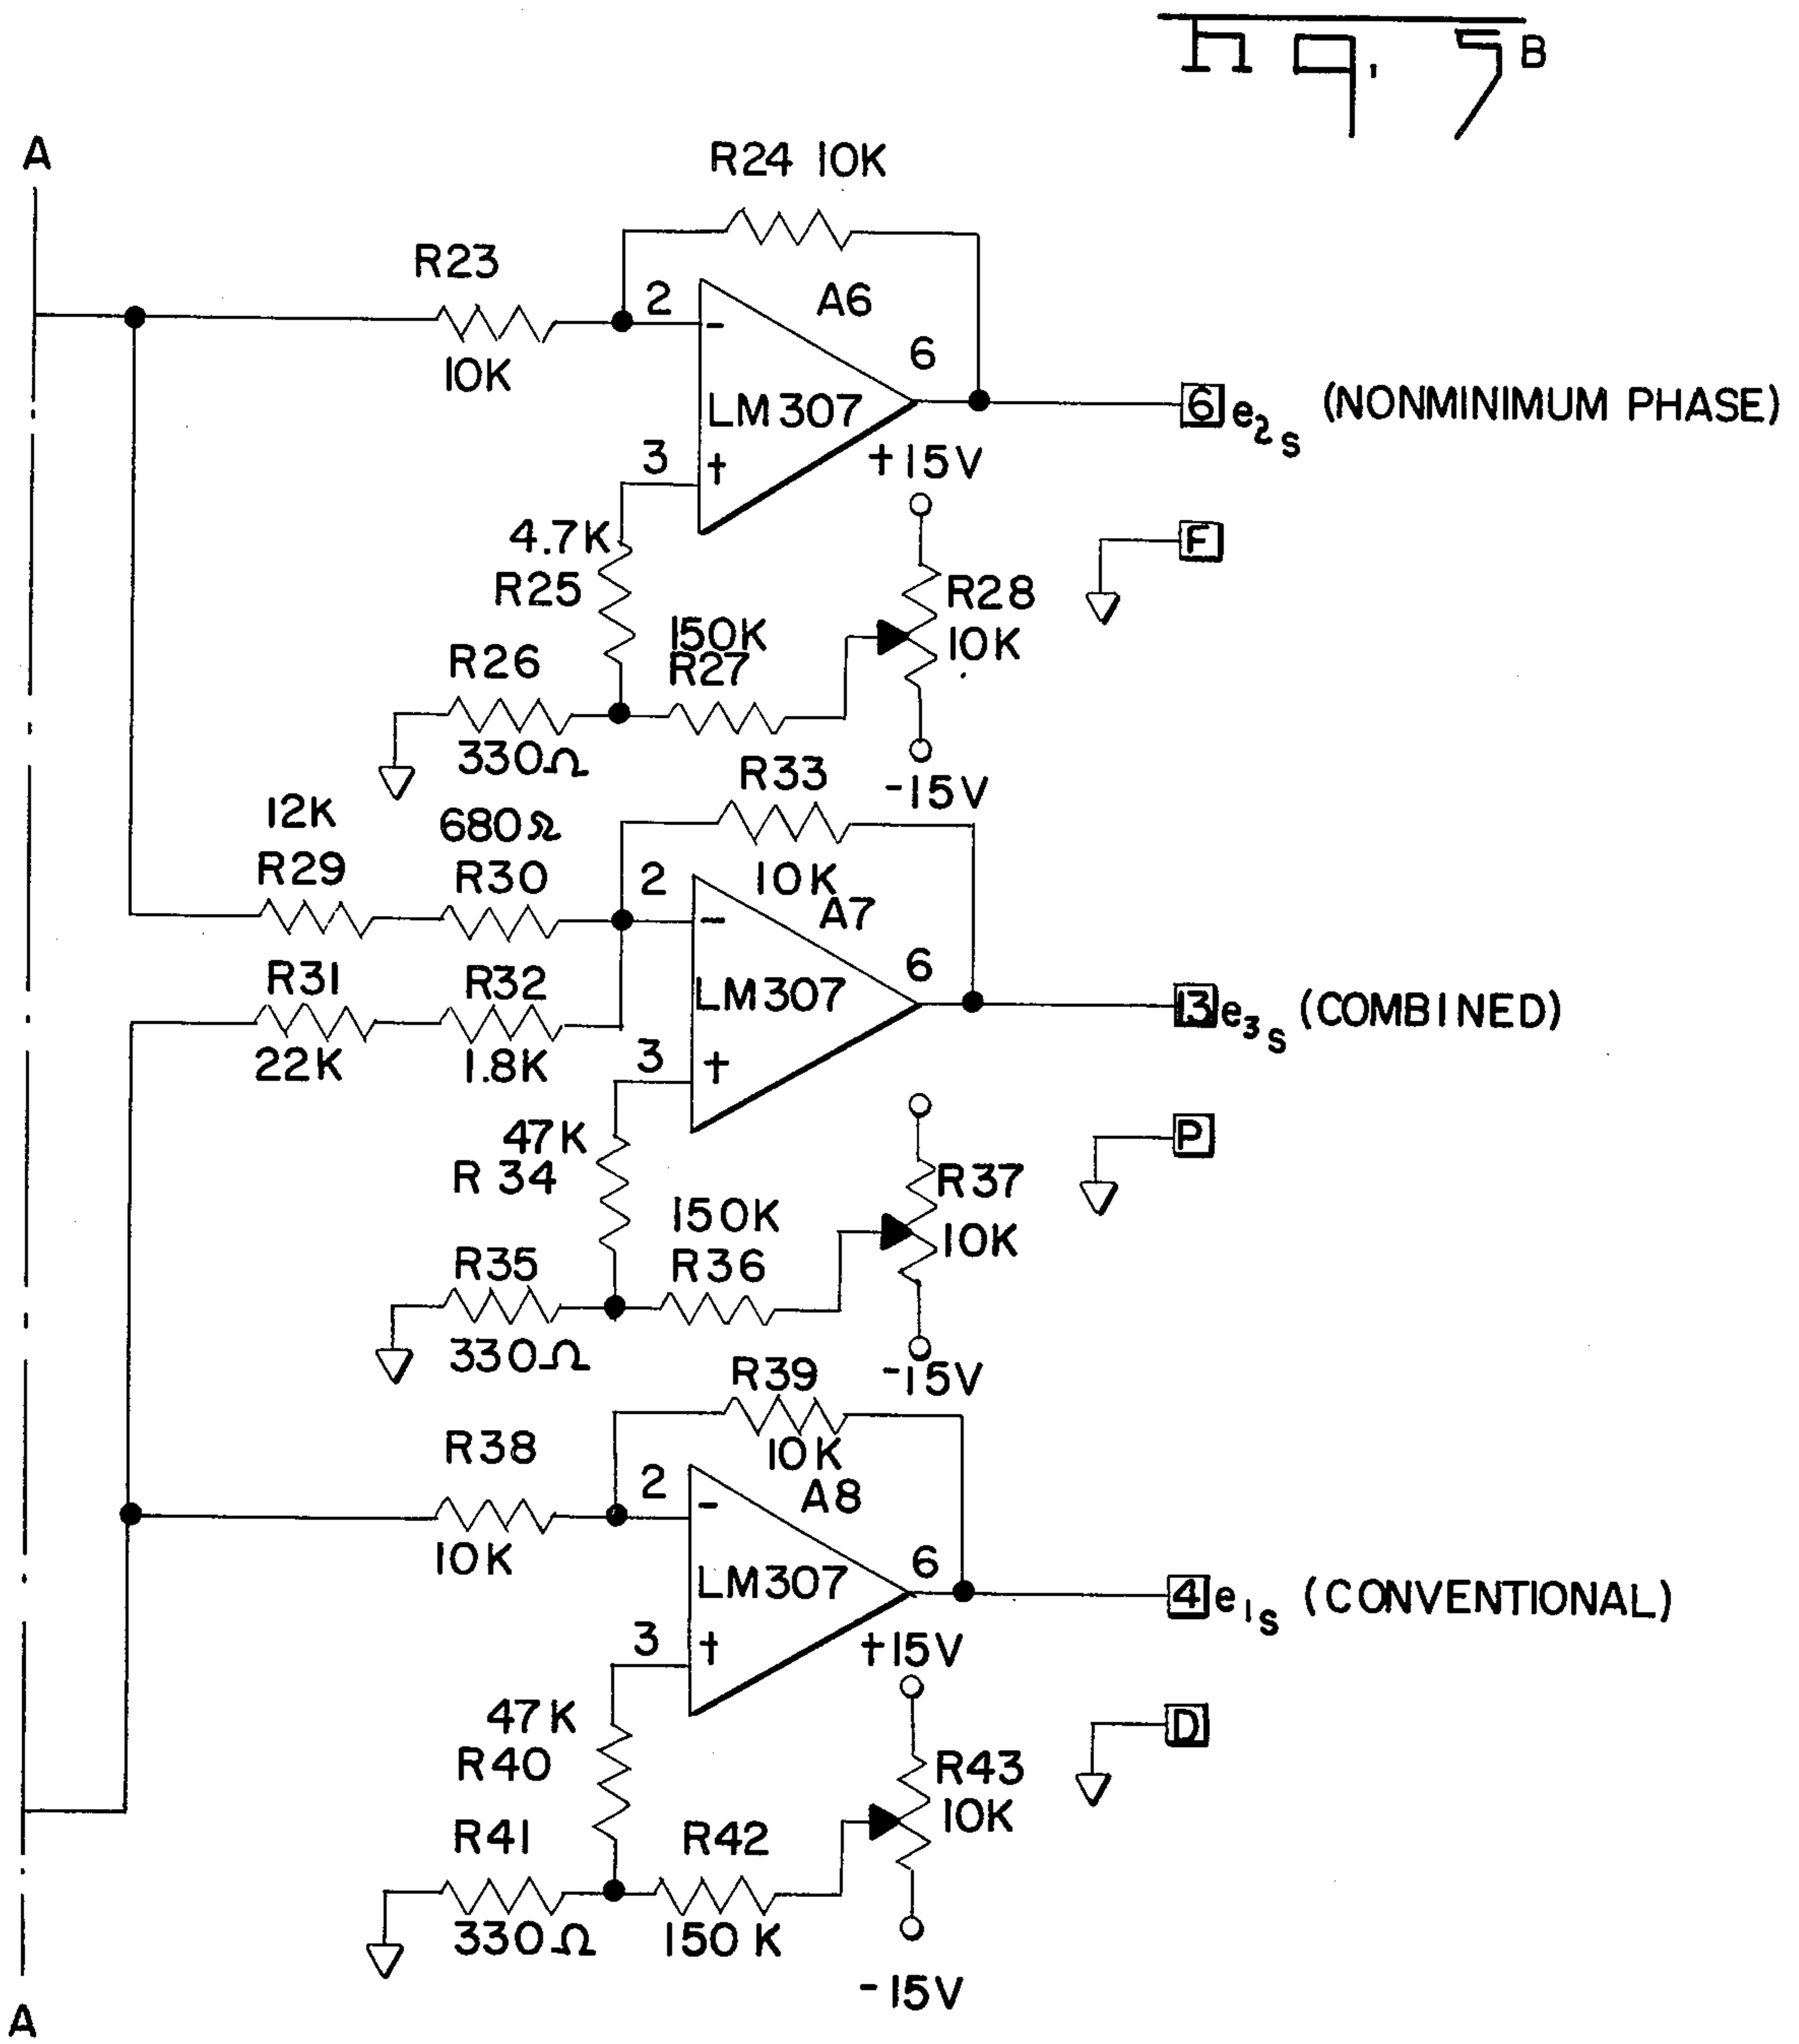 Fig. 7B
A
R24 10K
R23
10K
2
-
A6
6
LM307
3
+
6 e2s (NONMINIMUM PHASE)
+15V
F
4.7K
R25
R28
10K
150K
R27
R26
330Ω
-15V
R33
10K
12K
R29
680Ω
R30
2
-
A7
6
LM307
R31
22K
R32
1.8K
3
+
13 e3s (COMBINED)
47K
R 34
P
R37
10K
150K
R36
R35
330Ω
-15V
R39
10K
R38
10K
2
-
A8
6
LM307
3
+
4 e1s (CONVENTIONAL)
+15V
47K
R40
D
R43
10K
R41
330Ω
R42
150 K
-15V
A